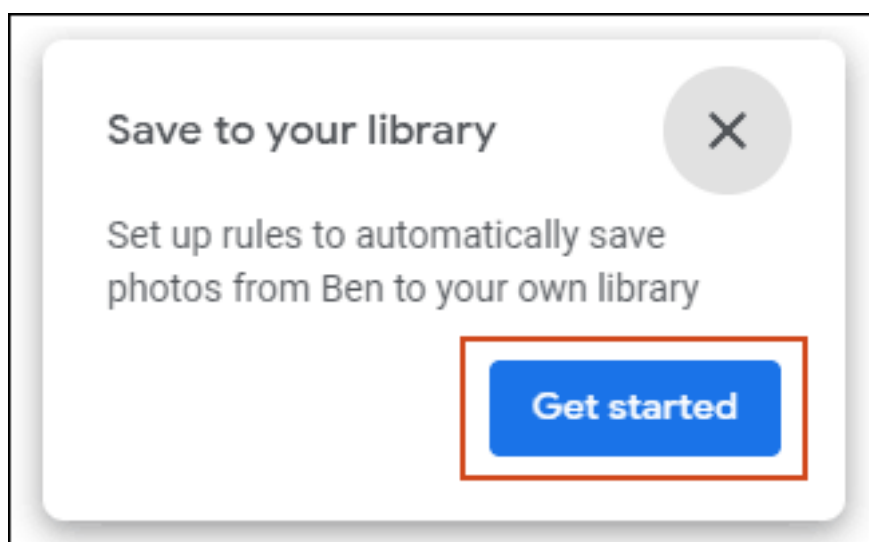 Save to your library
Set up rules to automatically save
photos from Ben to your own library
Get started